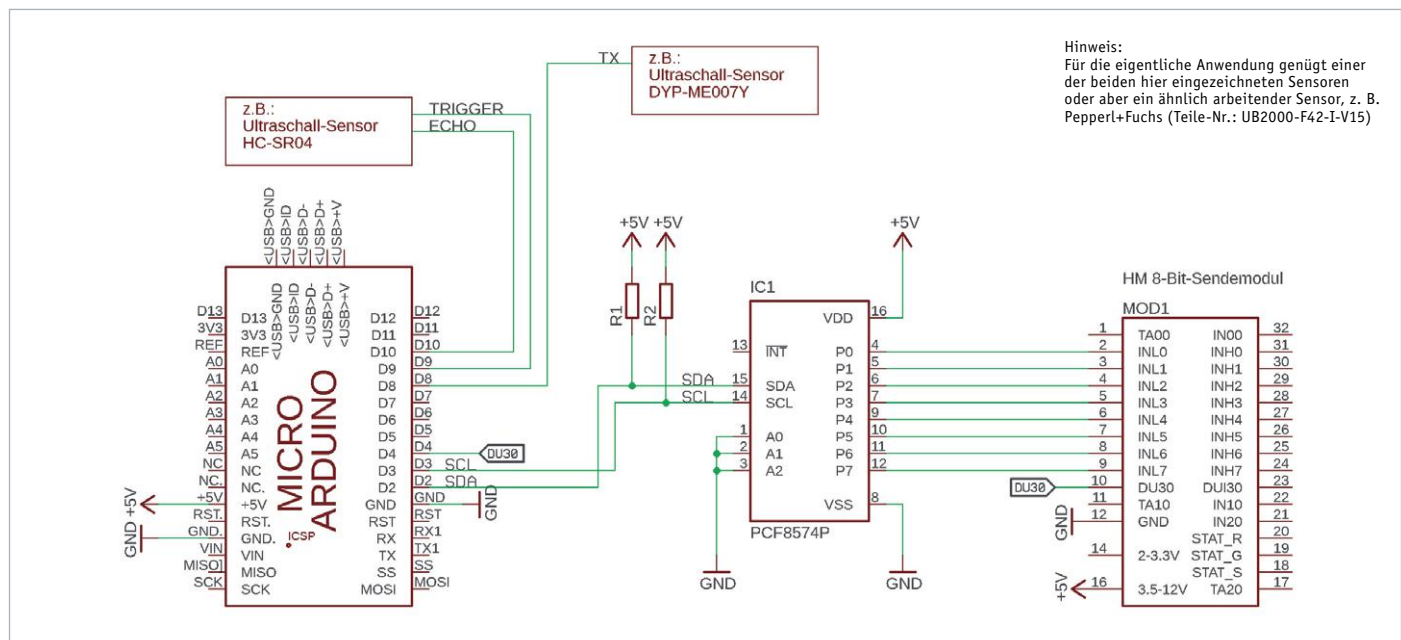 Hinweis:
Für die eigentliche Anwendung genügt einer
der beiden hier eingezeichneten Sensoren
oder aber ein ähnlich arbeitender Sensor, z. B.
Pepperl+Fuchs (Teile-Nr.: UB2000-F42-I-V15)
TX
z.B.:
Ultraschall-Sensor
DYP-ME007Y
z.B.:
Ultraschall-Sensor
HC-SR04
TRIGGER
ECHO
<USB>GND
<USB>ID
<USB>D-
<USB>D+
<USB>+V
<USB>GND
<USB>ID
<USB>D-
<USB>D+
<USB>+V
D13 D13 D12 D12
3V3 3V3 D11 D11
REF REF D10 D10
A0 A0 D9 D9
A1 A1 D8 D8
A2 A2 D7 D7
A3 A3 D6 D6
A4 A4 D5 D5
A5 A5 D4 D4
NC NC D3 D3
NC. NC. D2 D2
+5V +5V GND GND
RST. RST. RST RST
GND. GND. RX RX1
VIN VIN TX TX1
MISO] MISO SS SS
SCK SCK MOSI MOSI
MICRO
ARDUINO
ICSP
+5V
GND
GND
DU30
SCL
SDA
+5V +5V
R1
R2
SDA
SCL
+5V
IC1
VDD 16
13 INT P0 4
P1 5
15 SDA P2 6
14 SCL P3 7
P4 9
1 A0 P5 10
2 A1 P6 11
3 A2 P7 12
VSS 8
PCF8574P
GND
GND
HM 8-Bit-Sendemodul
MOD1
1 TA00 IN00 32
2 INL0 INH0 31
3 INL1 INH1 30
4 INL2 INH2 29
5 INL3 INH3 28
6 INL4 INH4 27
7 INL5 INH5 26
8 INL6 INH6 25
9 INL7 INH7 24
10 DU30 DUI30 23
11 TA10 IN10 22
12 GND IN20 21
STAT_R 20
14 2-3.3V STAT_G 19
STAT_S 18
16 3.5-12V TA20 17
DU30
GND
+5V